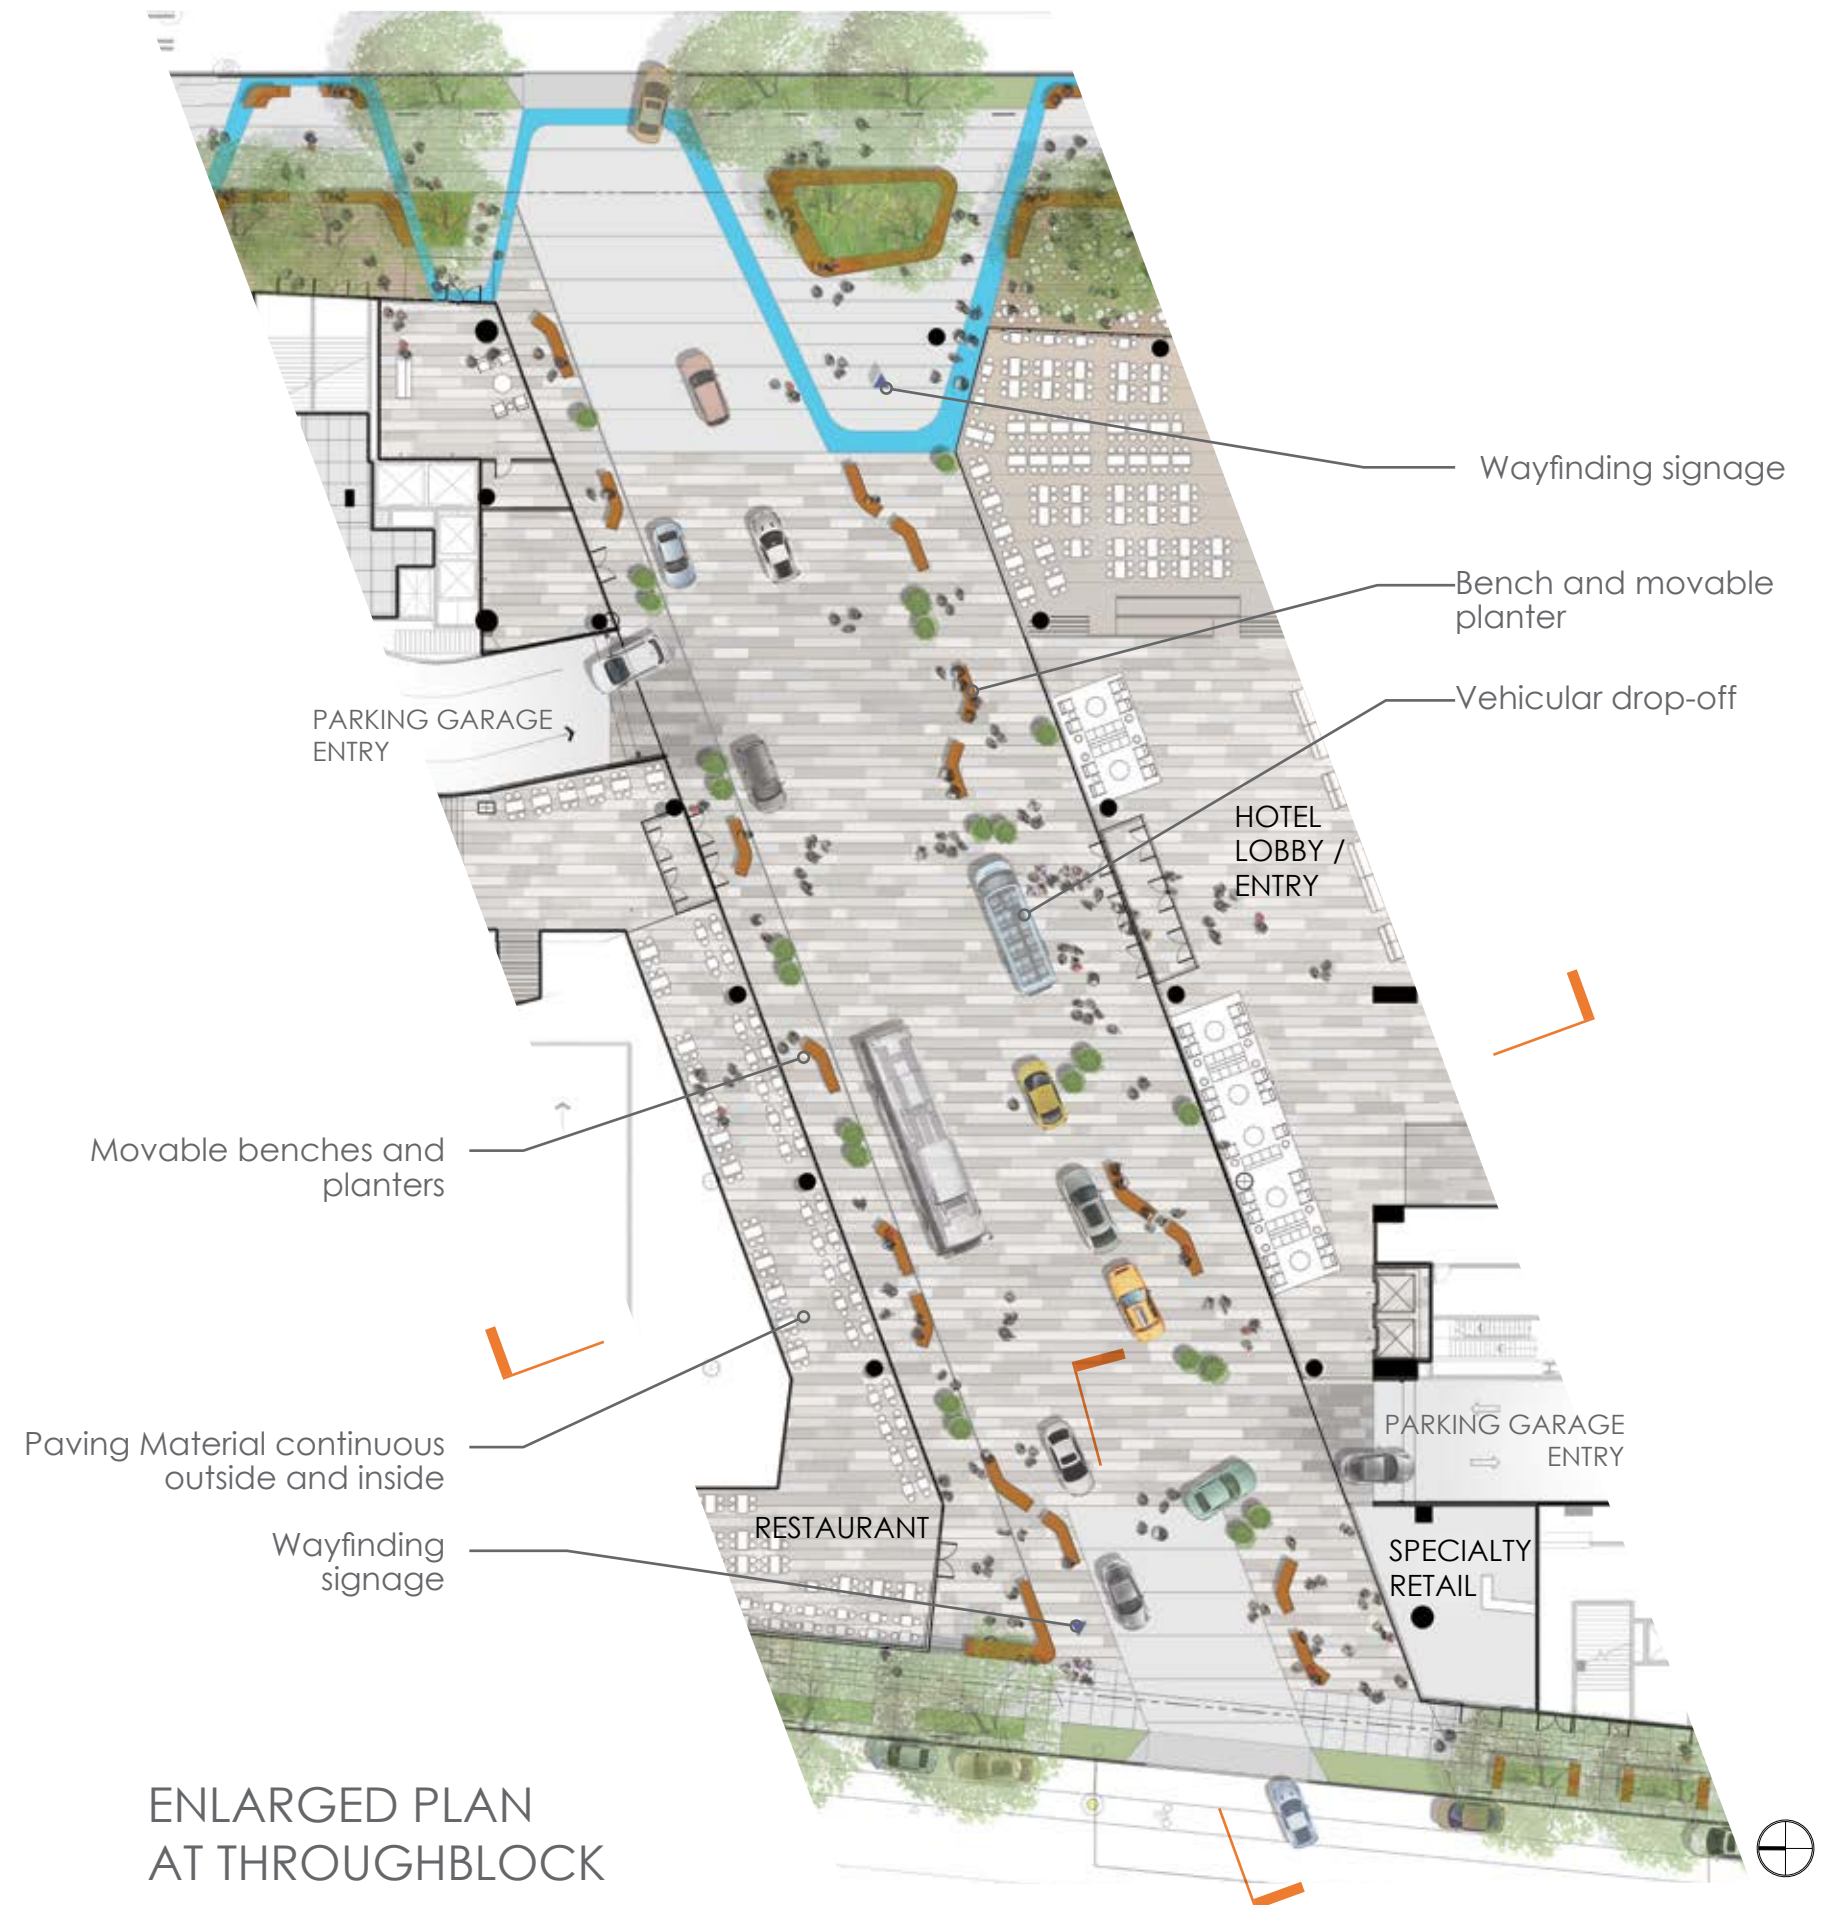 Wayfinding signage
Bench and movable
planter
Vehicular drop-off
PARKING GARAGE
ENTRY
HOTEL
LOBBY /
ENTRY
Movable benches and
planters
Paving Material continuous
outside and inside
PARKING GARAGE
ENTRY
RESTAURANT
Wayfinding
signage
SPECIALTY
RETAIL
ENLARGED PLAN
AT THROUGHBLOCK